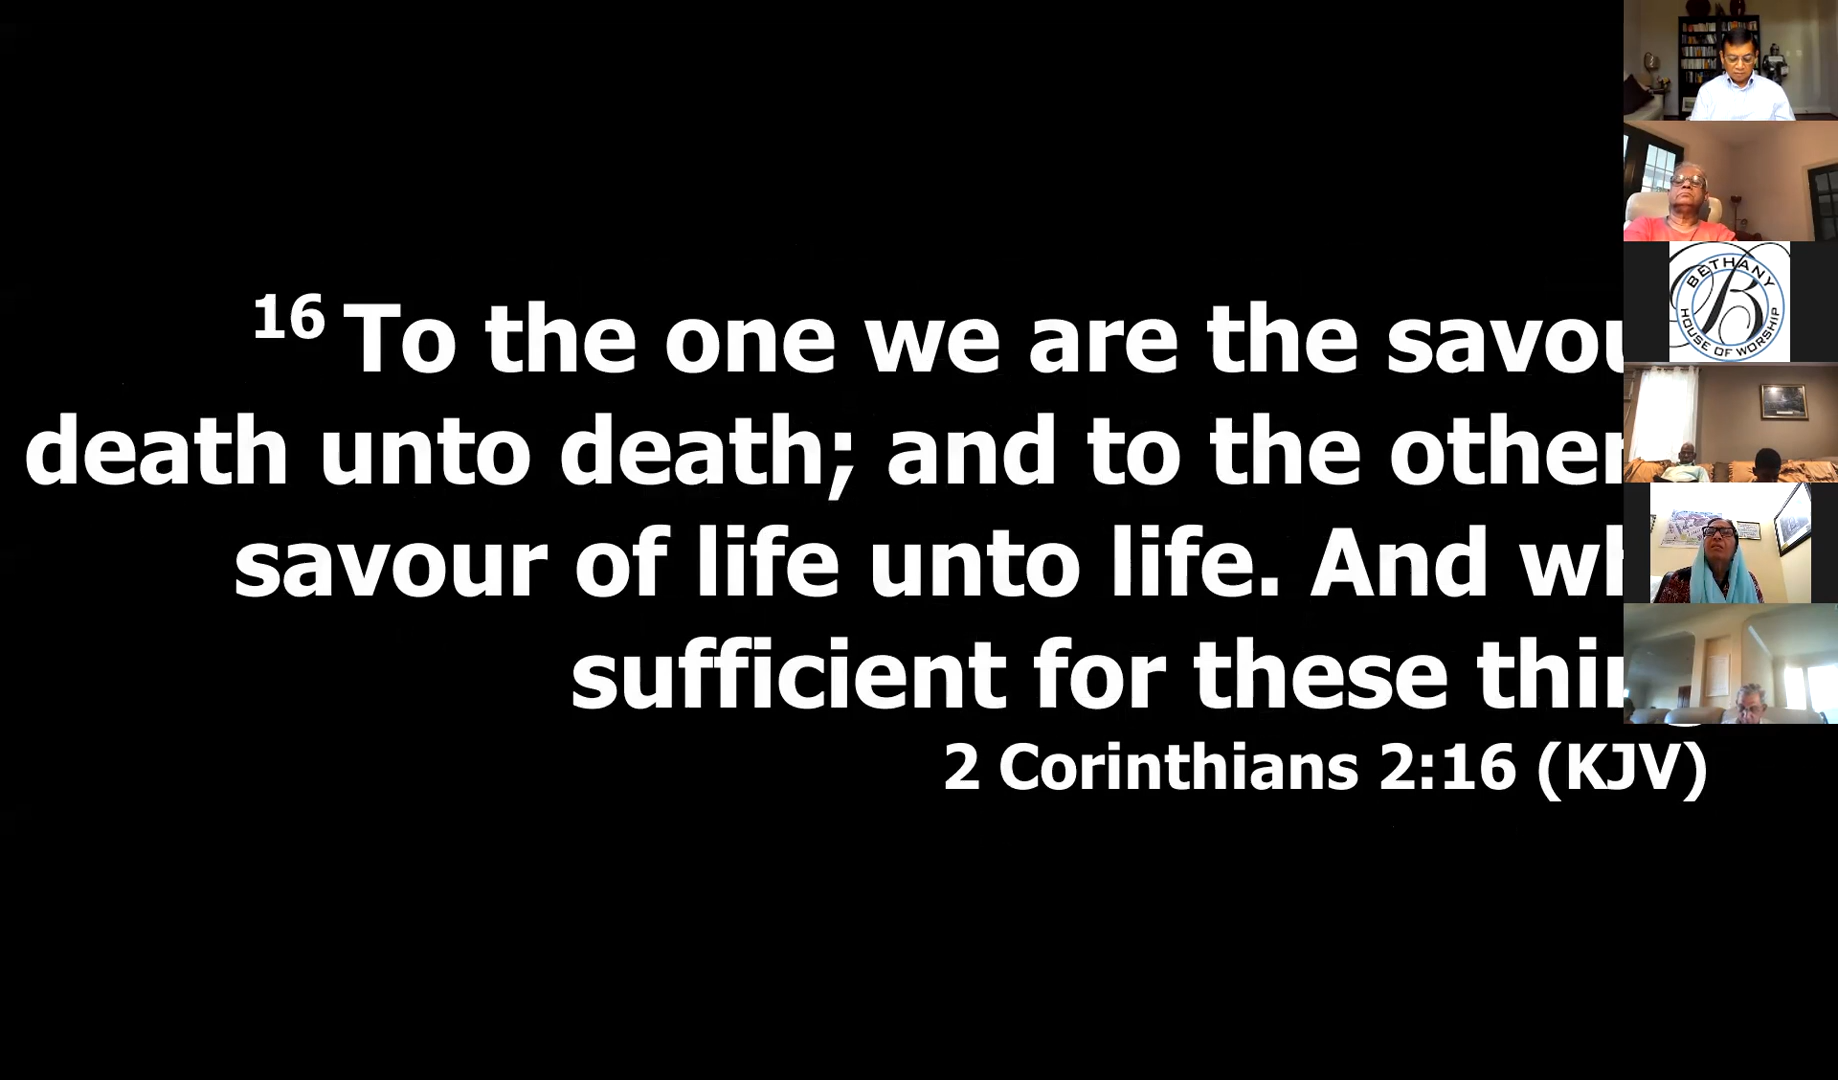 16 To the one we are the savou
death unto death; and to the other
savour of life unto life. And wh
sufficient for these thin
2 Corinthians 2:16 (KJV)
BETHANY
B
HOUSE OF WORSHIP